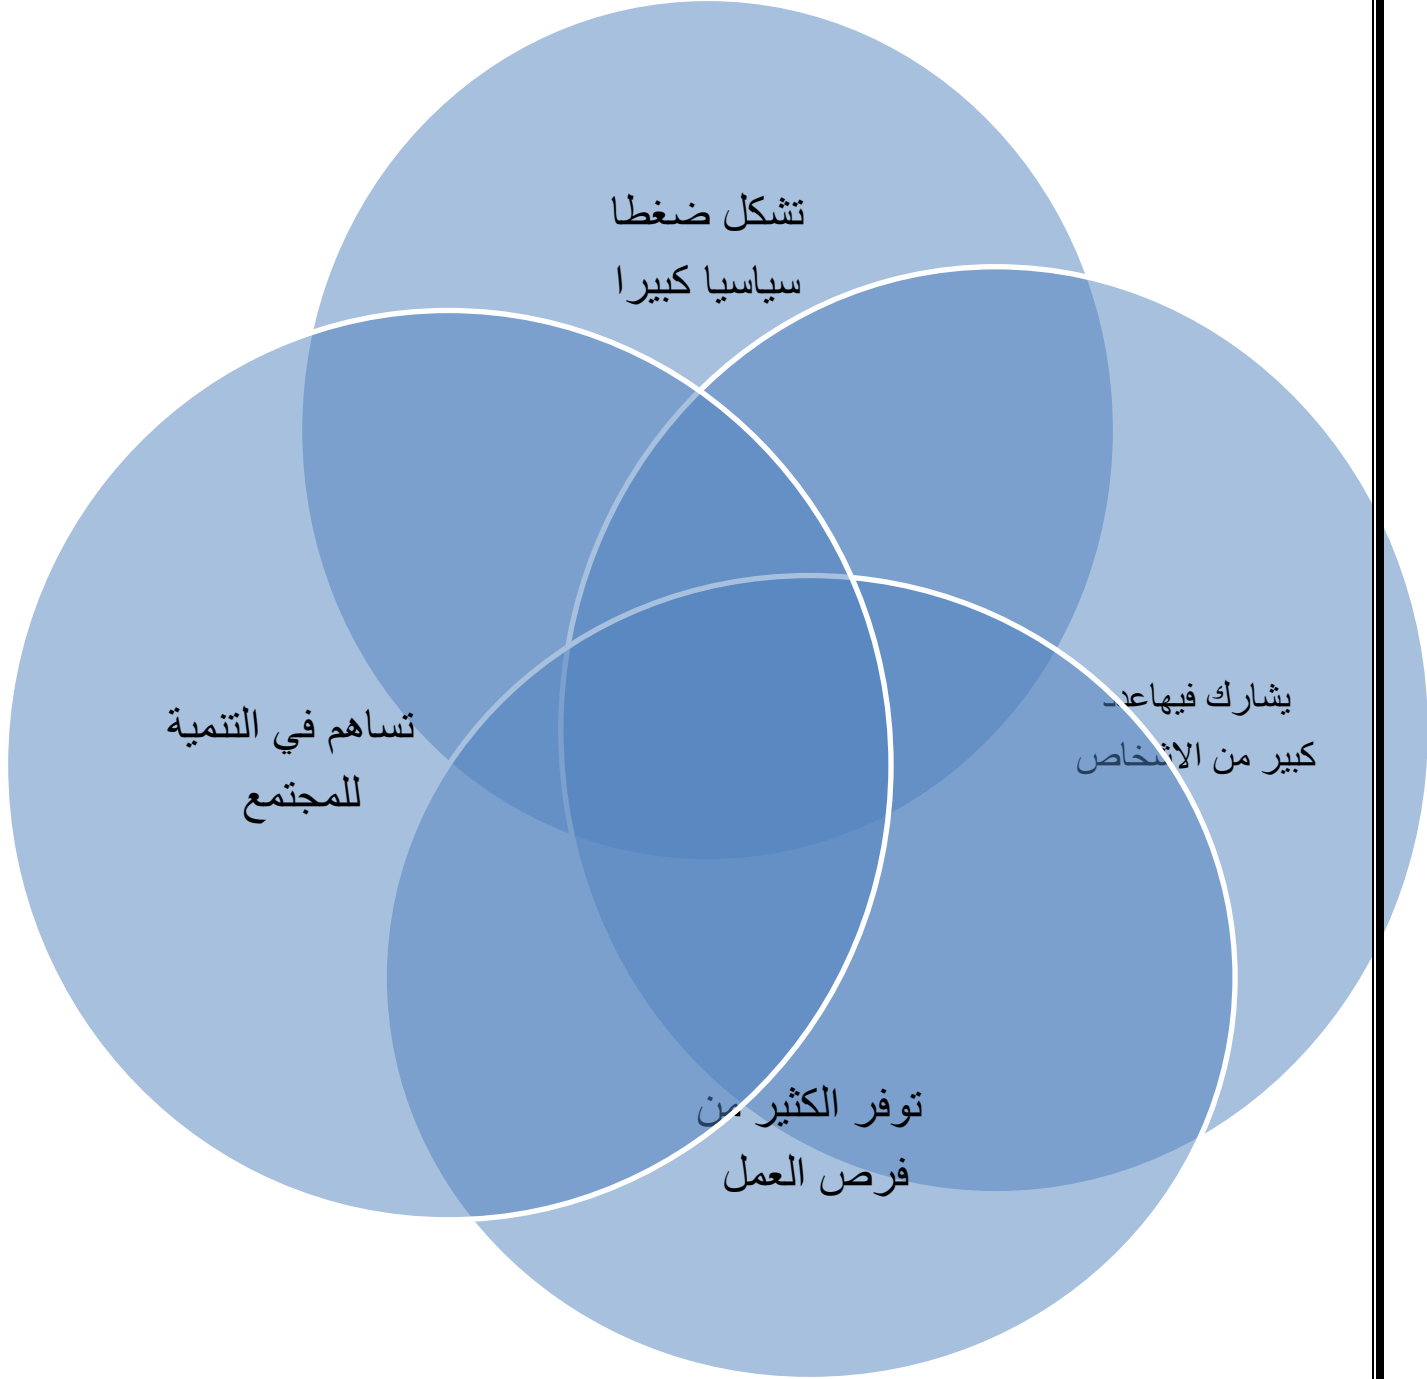 تشكل ضغطا
سياسيا كبيرا
يشارك فيهاعدد
كبير من الاشخاص
تساهم في التنمية
للمجتمع
توفر الكثير من
فرص العمل